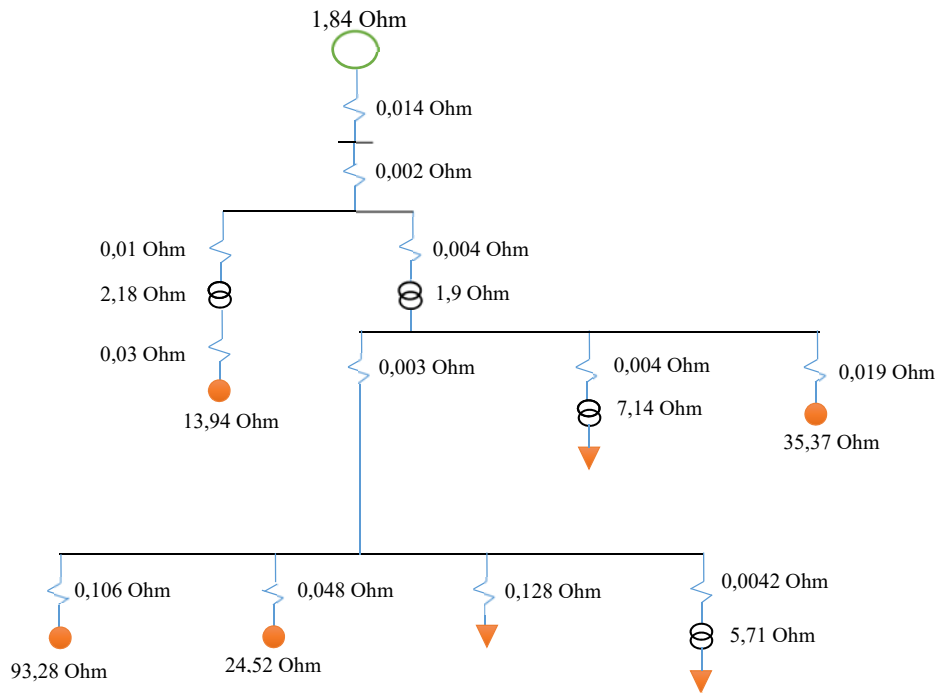 1,84 Ohm
0,014 Ohm
0,002 Ohm
0,01 Ohm
0,004 Ohm
2,18 Ohm
1,9 Ohm
0,03 Ohm
0,003 Ohm
0,004 Ohm
0,019 Ohm
13,94 Ohm
7,14 Ohm
35,37 Ohm
0,106 Ohm
0,048 Ohm
0,128 Ohm
0,0042 Ohm
5,71 Ohm
93,28 Ohm
24,52 Ohm